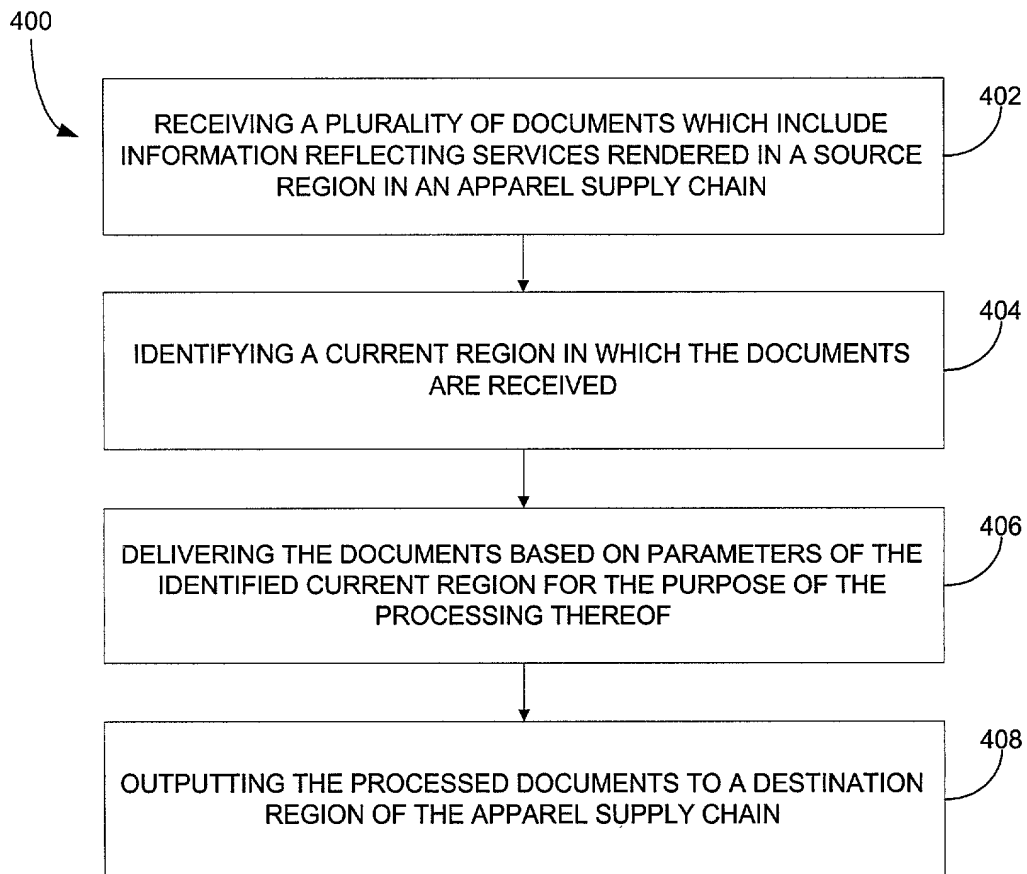 400
402
RECEIVING A PLURALITY OF DOCUMENTS WHICH INCLUDE
INFORMATION REFLECTING SERVICES RENDERED IN A SOURCE
REGION IN AN APPAREL SUPPLY CHAIN
404
IDENTIFYING A CURRENT REGION IN WHICH THE DOCUMENTS
ARE RECEIVED
406
DELIVERING THE DOCUMENTS BASED ON PARAMETERS OF THE
IDENTIFIED CURRENT REGION FOR THE PURPOSE OF THE
PROCESSING THEREOF
408
OUTPUTTING THE PROCESSED DOCUMENTS TO A DESTINATION
REGION OF THE APPAREL SUPPLY CHAIN